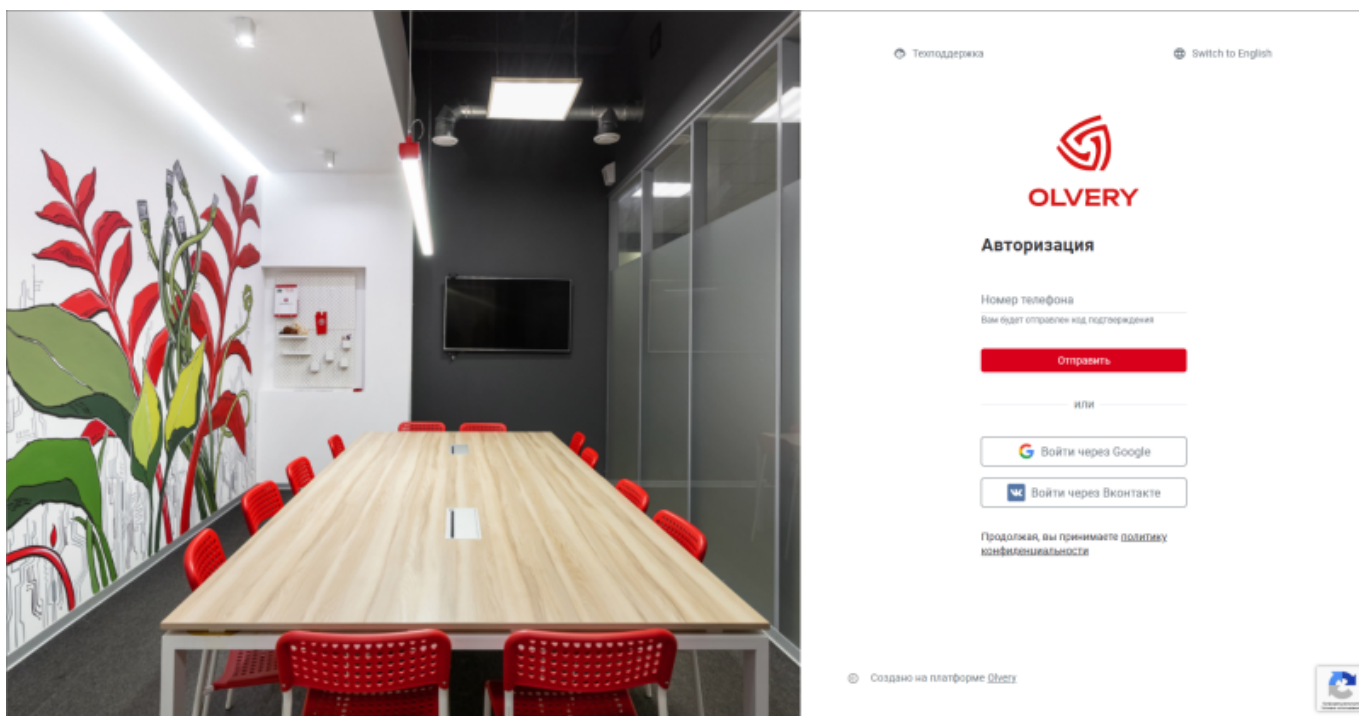 Техподдержка
Switch to English
OLVERY
Авторизация
Номер телефона
Вам будет отправлен код подтверждения
Отправить
или
Войти через Google
Войти через Вконтакте
Продолжая, вы принимаете политику
конфиденциальности
© Создано на платформе Olvery